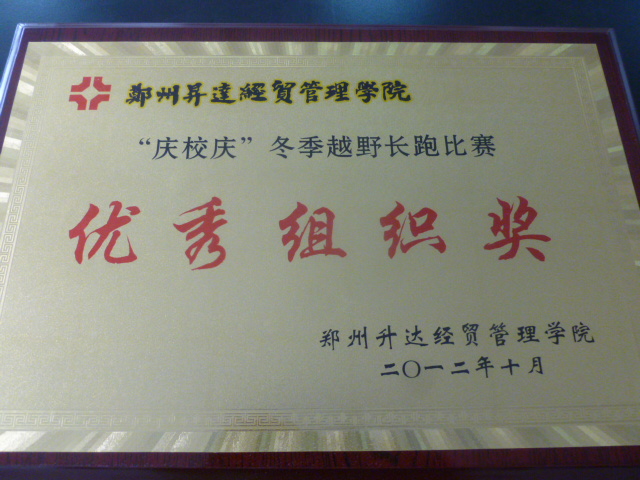 郑州昇達經贸管理學院
“庆校庆”冬季越野长跑比赛
优秀组织奖
郑州升达经贸管理学院
二〇一二年十月